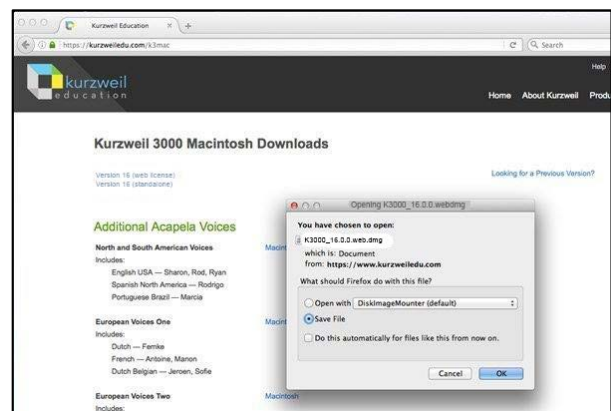 Kurzweil Education
https://kurzweiledu.com/k3mac
Search
kurzweil
education
Help
Home About Kurzweil Produ
Kurzweil 3000 Macintosh Downloads
Version 16 (web license)
Version 16 (standalone)
Looking for a Previous Version?
Additional Acapela Voices
North and South American Voices
Includes:
English USA — Sharon, Rod, Ryan
Spanish North America — Rodrigo
Portuguese Brazil — Marcia
European Voices One
Includes:
Dutch — Femke
French — Antoine, Manon
Dutch Belgian — Jeroen, Sofie
European Voices Two
Includes:
Macint
Macint
Macintosh
Opening K3000_16.0.0.webdmg
You have chosen to open:
K3000_16.0.0.web.dmg
which is: Document
from: https://www.kurzweiledu.com
What should Firefox do with this file?
Open with DiskImageMounter (default)
Save File
Do this automatically for files like this from now on.
Cancel OK